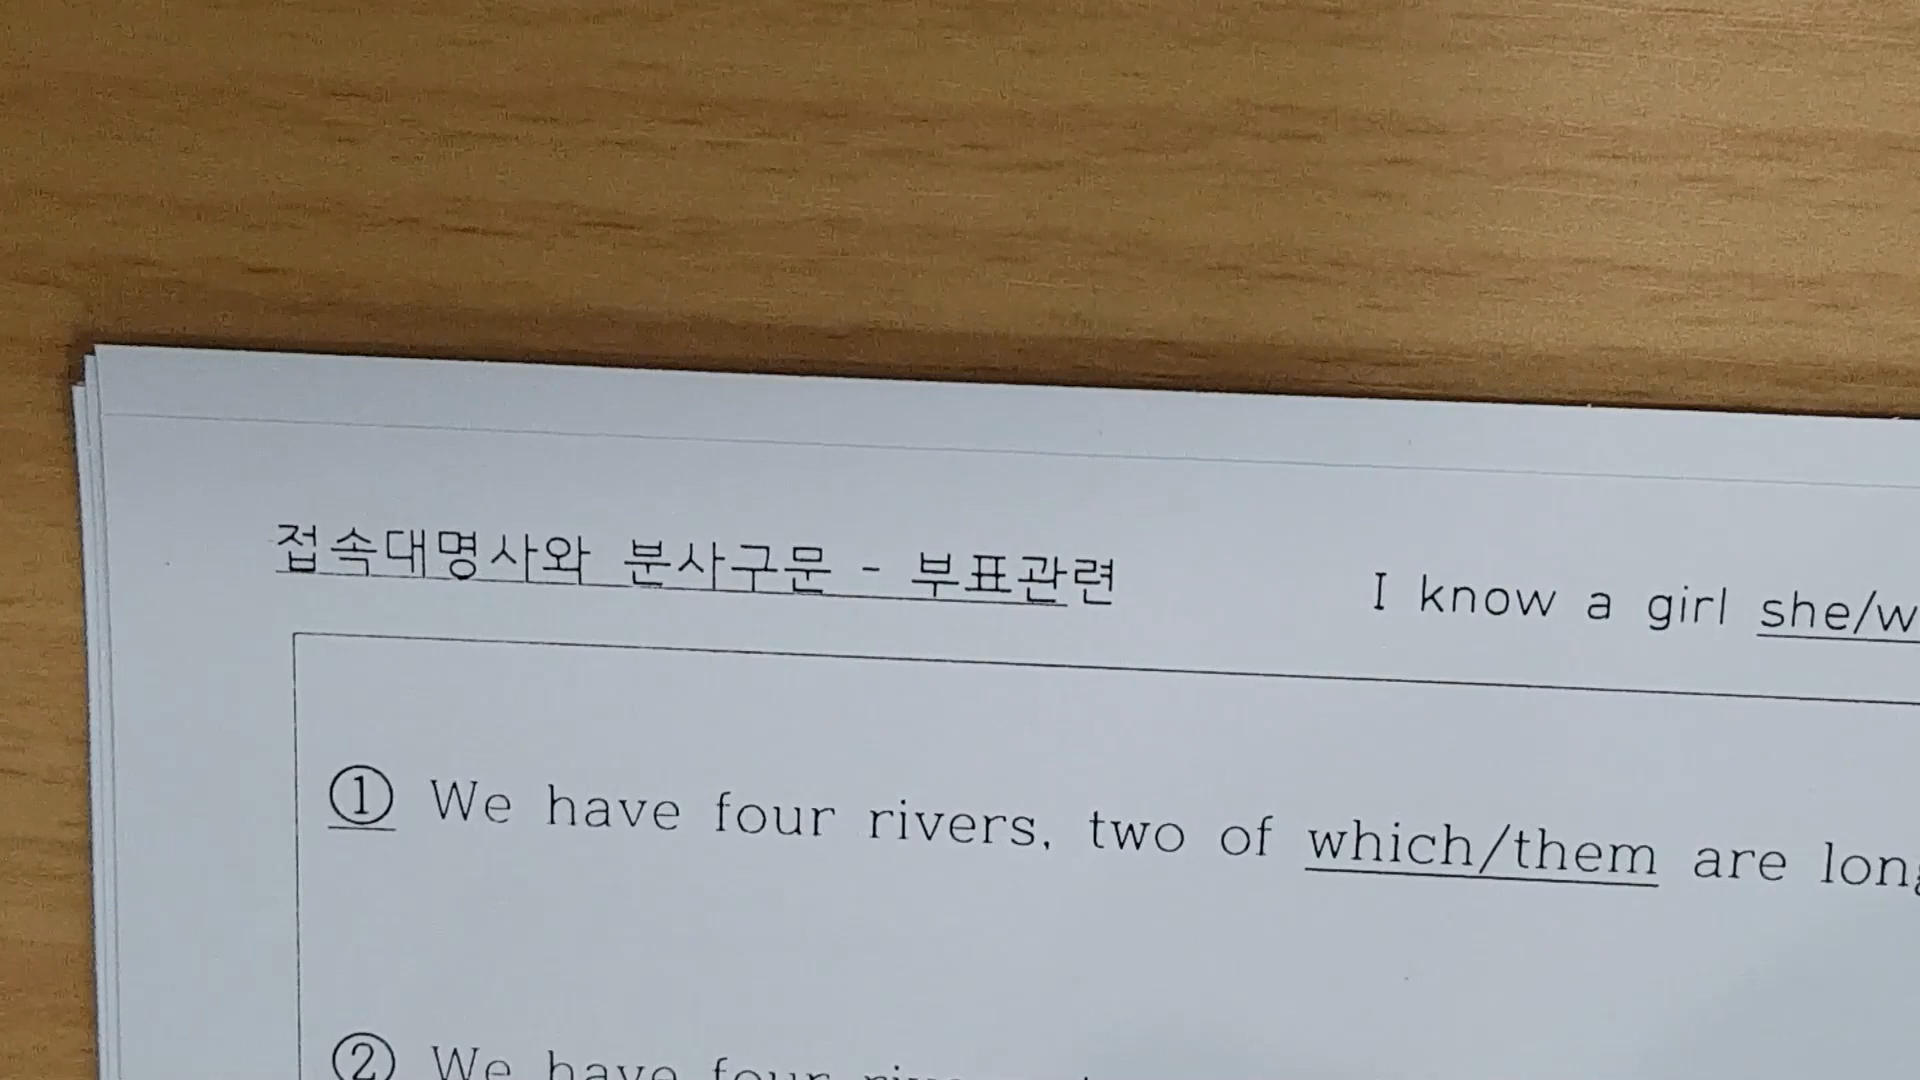 접속대명사와 분사구문 - 부표관련
I know a girl she/w
① We have four rivers, two of which/them are long
② We have four